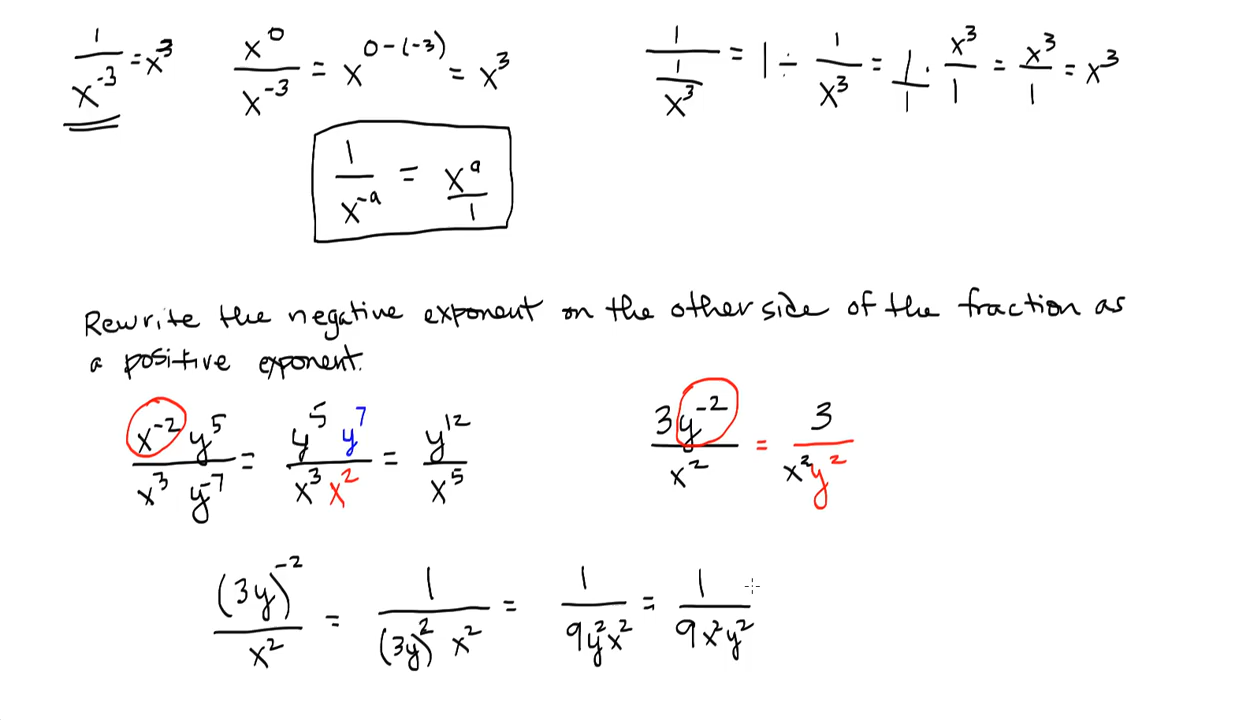 1/x^-3 = x^3    x^0/x^-3 = x^(0-(-3)) = x^3    1/(1/x^3) = 1 ÷ 1/x^3 = 1/1 · x^3/1 = x^3/1 = x^3
1/x^-a = x^a/1
Rewrite the negative exponent on the other side of the fraction as
a positive exponent.
x^-2 y^5 / x^3 y^-7 = y^5 y^7 / x^3 x^2 = y^12/x^5    3y^-2/x^2 = 3/x^2 y^2
(3y)^-2/x^2 = 1/(3y)^2 x^2 = 1/9y^2x^2 = 1/9x^2y^2